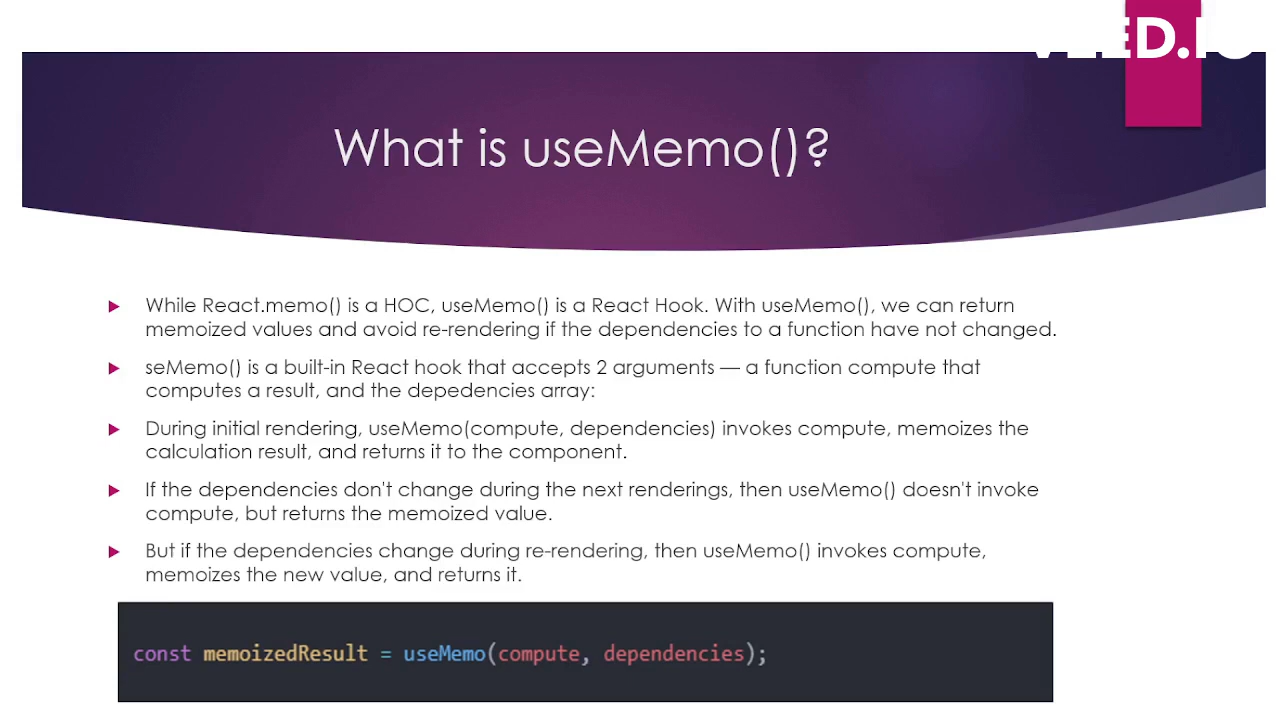 VEED.IO
What is useMemo()?
While React.memo() is a HOC, useMemo() is a React Hook. With useMemo(), we can return
memoized values and avoid re-rendering if the dependencies to a function have not changed.
seMemo() is a built-in React hook that accepts 2 arguments — a function compute that
computes a result, and the depedencies array:
During initial rendering, useMemo(compute, dependencies) invokes compute, memoizes the
calculation result, and returns it to the component.
If the dependencies don't change during the next renderings, then useMemo() doesn't invoke
compute, but returns the memoized value.
But if the dependencies change during re-rendering, then useMemo() invokes compute,
memoizes the new value, and returns it.
const memoizedResult = useMemo(compute, dependencies);